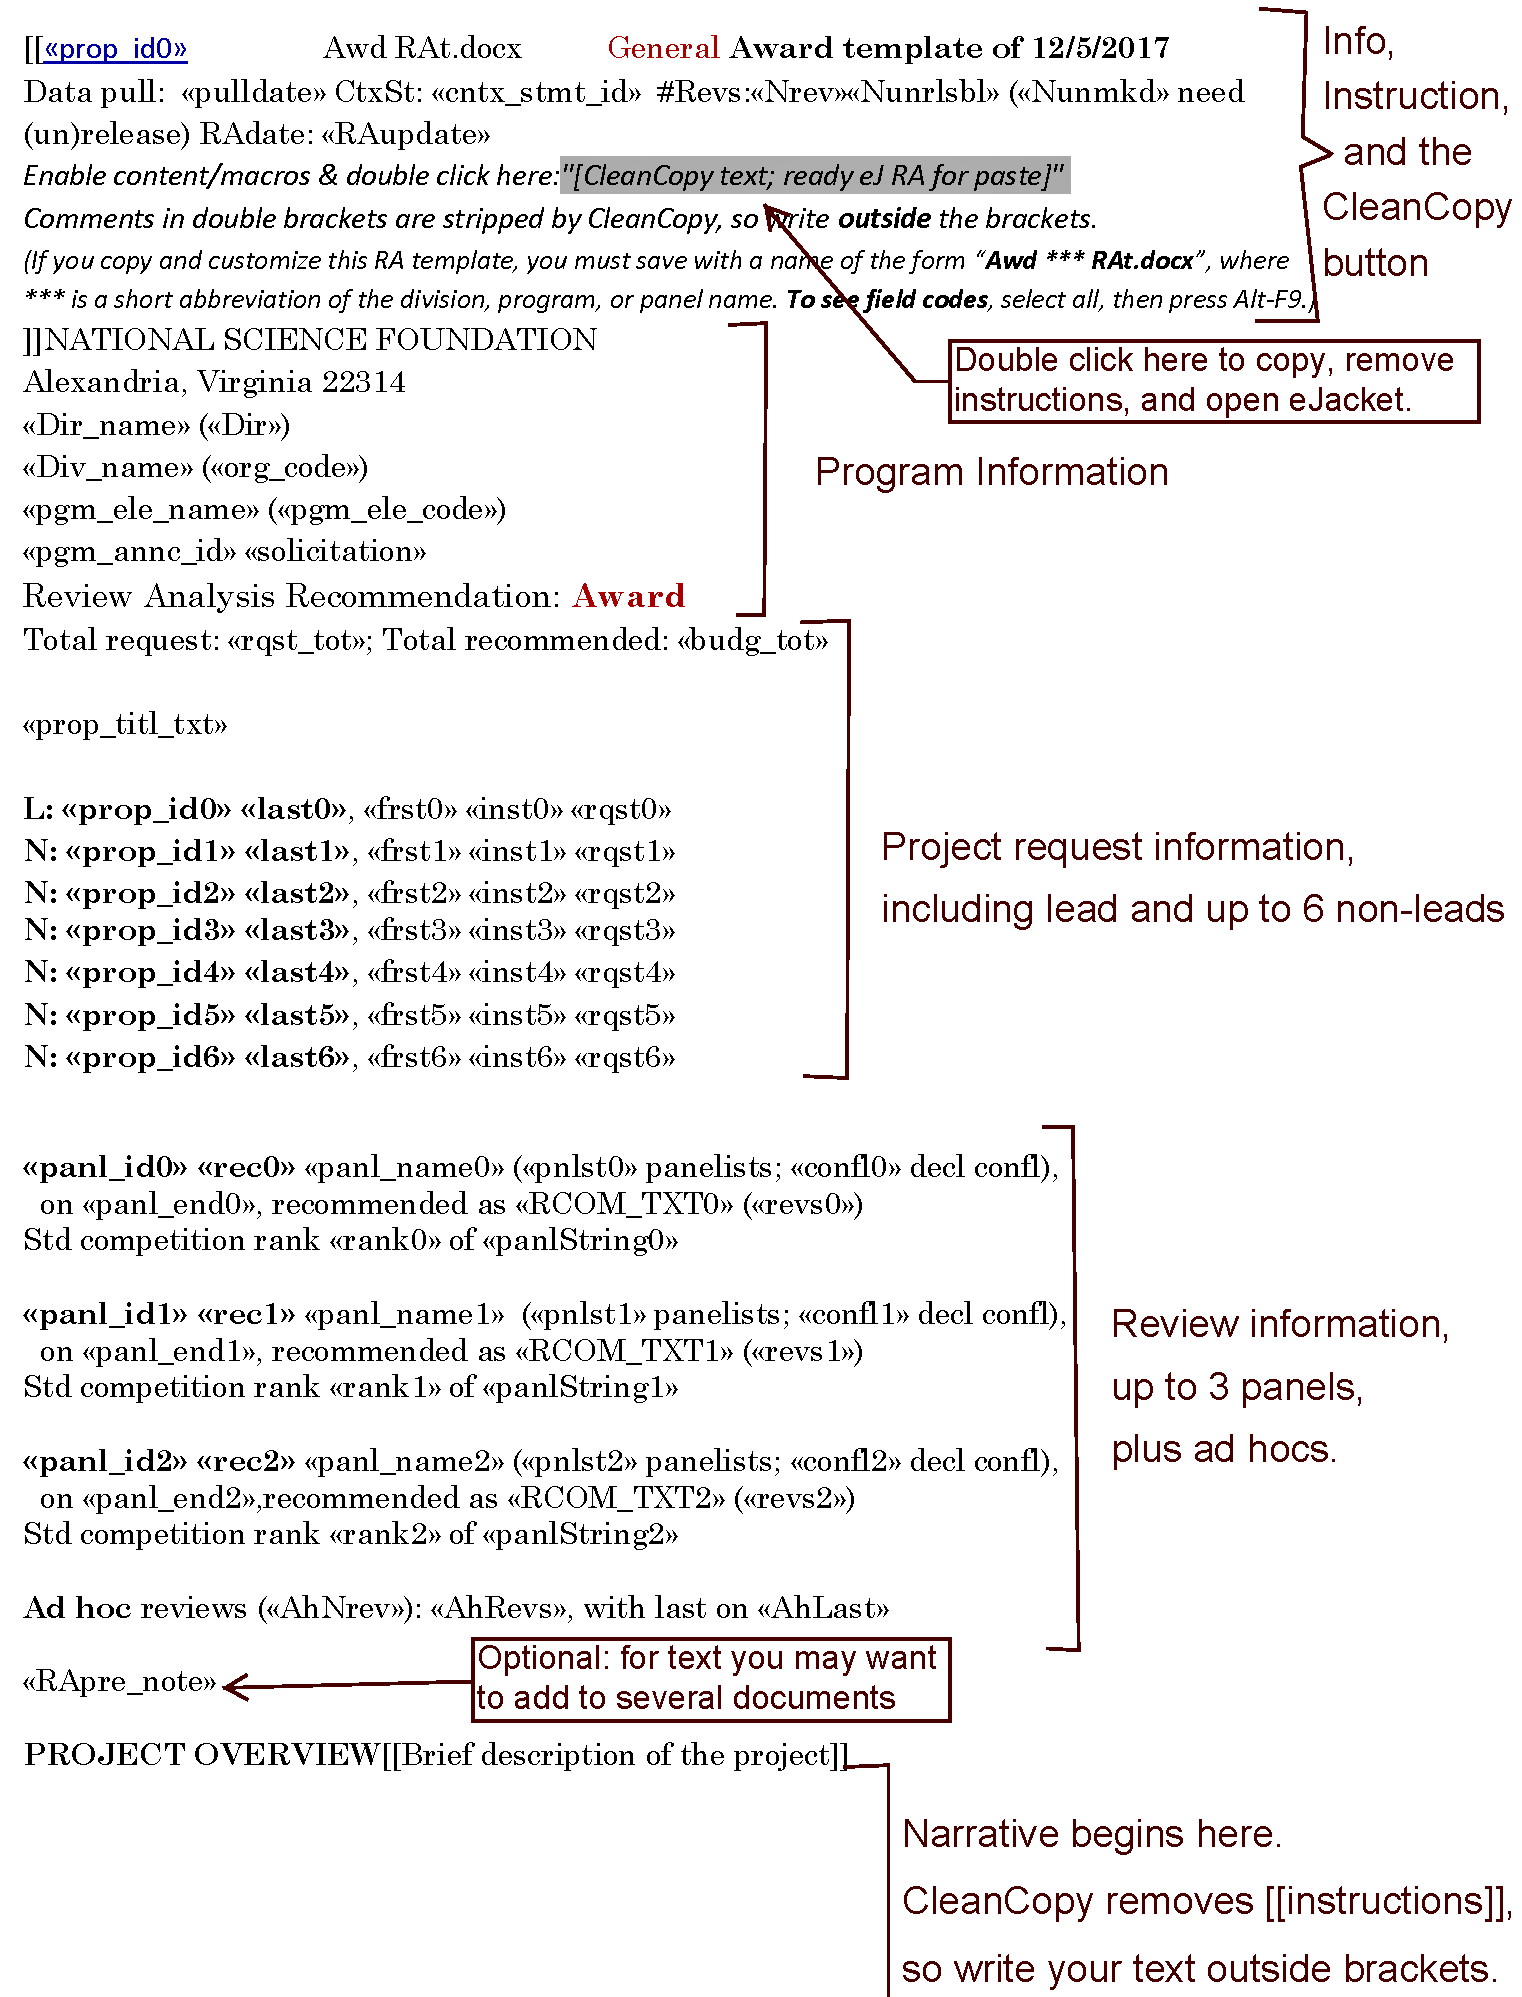 [[«prop_id0» Awd RAt.docx General Award template of 12/5/2017
Data pull: «pulldate» CtxSt: «cntx_stmt_id» #Revs:«Nrev»«Nunrlsbl» («Nunmkd» need
(un)release) RAdate: «RAupdate»
Enable content/macros & double click here:"[CleanCopy text; ready eJ RA for paste]"
Comments in double brackets are stripped by CleanCopy, so write outside the brackets.
(If you copy and customize this RA template, you must save with a name of the form “Awd *** RAt.docx”, where
*** is a short abbreviation of the division, program, or panel name. To see field codes, select all, then press Alt-F9.)
Info,
Instruction,
and the
CleanCopy
button
]]NATIONAL SCIENCE FOUNDATION
Alexandria, Virginia 22314
«Dir_name» («Dir»)
«Div_name» («org_code»)
«pgm_ele_name» («pgm_ele_code»)
«pgm_annc_id» «solicitation»
Review Analysis Recommendation: Award
Double click here to copy, remove
instructions, and open eJacket.
Program Information
Total request: «rqst_tot»; Total recommended: «budg_tot»
«prop_titl_txt»
L: «prop_id0» «last0», «frst0» «inst0» «rqst0»
N: «prop_id1» «last1», «frst1» «inst1» «rqst1»
N: «prop_id2» «last2», «frst2» «inst2» «rqst2»
N: «prop_id3» «last3», «frst3» «inst3» «rqst3»
N: «prop_id4» «last4», «frst4» «inst4» «rqst4»
N: «prop_id5» «last5», «frst5» «inst5» «rqst5»
N: «prop_id6» «last6», «frst6» «inst6» «rqst6»
Project request information,
including lead and up to 6 non-leads
«panl_id0» «rec0» «panl_name0» («pnlst0» panelists; «confl0» decl confl),
on «panl_end0», recommended as «RCOM_TXT0» («revs0»)
Std competition rank «rank0» of «panlString0»
«panl_id1» «rec1» «panl_name1» («pnlst1» panelists; «confl1» decl confl),
on «panl_end1», recommended as «RCOM_TXT1» («revs1»)
Std competition rank «rank1» of «panlString1»
«panl_id2» «rec2» «panl_name2» («pnlst2» panelists; «confl2» decl confl),
on «panl_end2»,recommended as «RCOM_TXT2» («revs2»)
Std competition rank «rank2» of «panlString2»
Ad hoc reviews («AhNrev»): «AhRevs», with last on «AhLast»
Review information,
up to 3 panels,
plus ad hocs.
«RApre_note»
Optional: for text you may want
to add to several documents
PROJECT OVERVIEW[[Brief description of the project]]
Narrative begins here.
CleanCopy removes [[instructions]],
so write your text outside brackets.